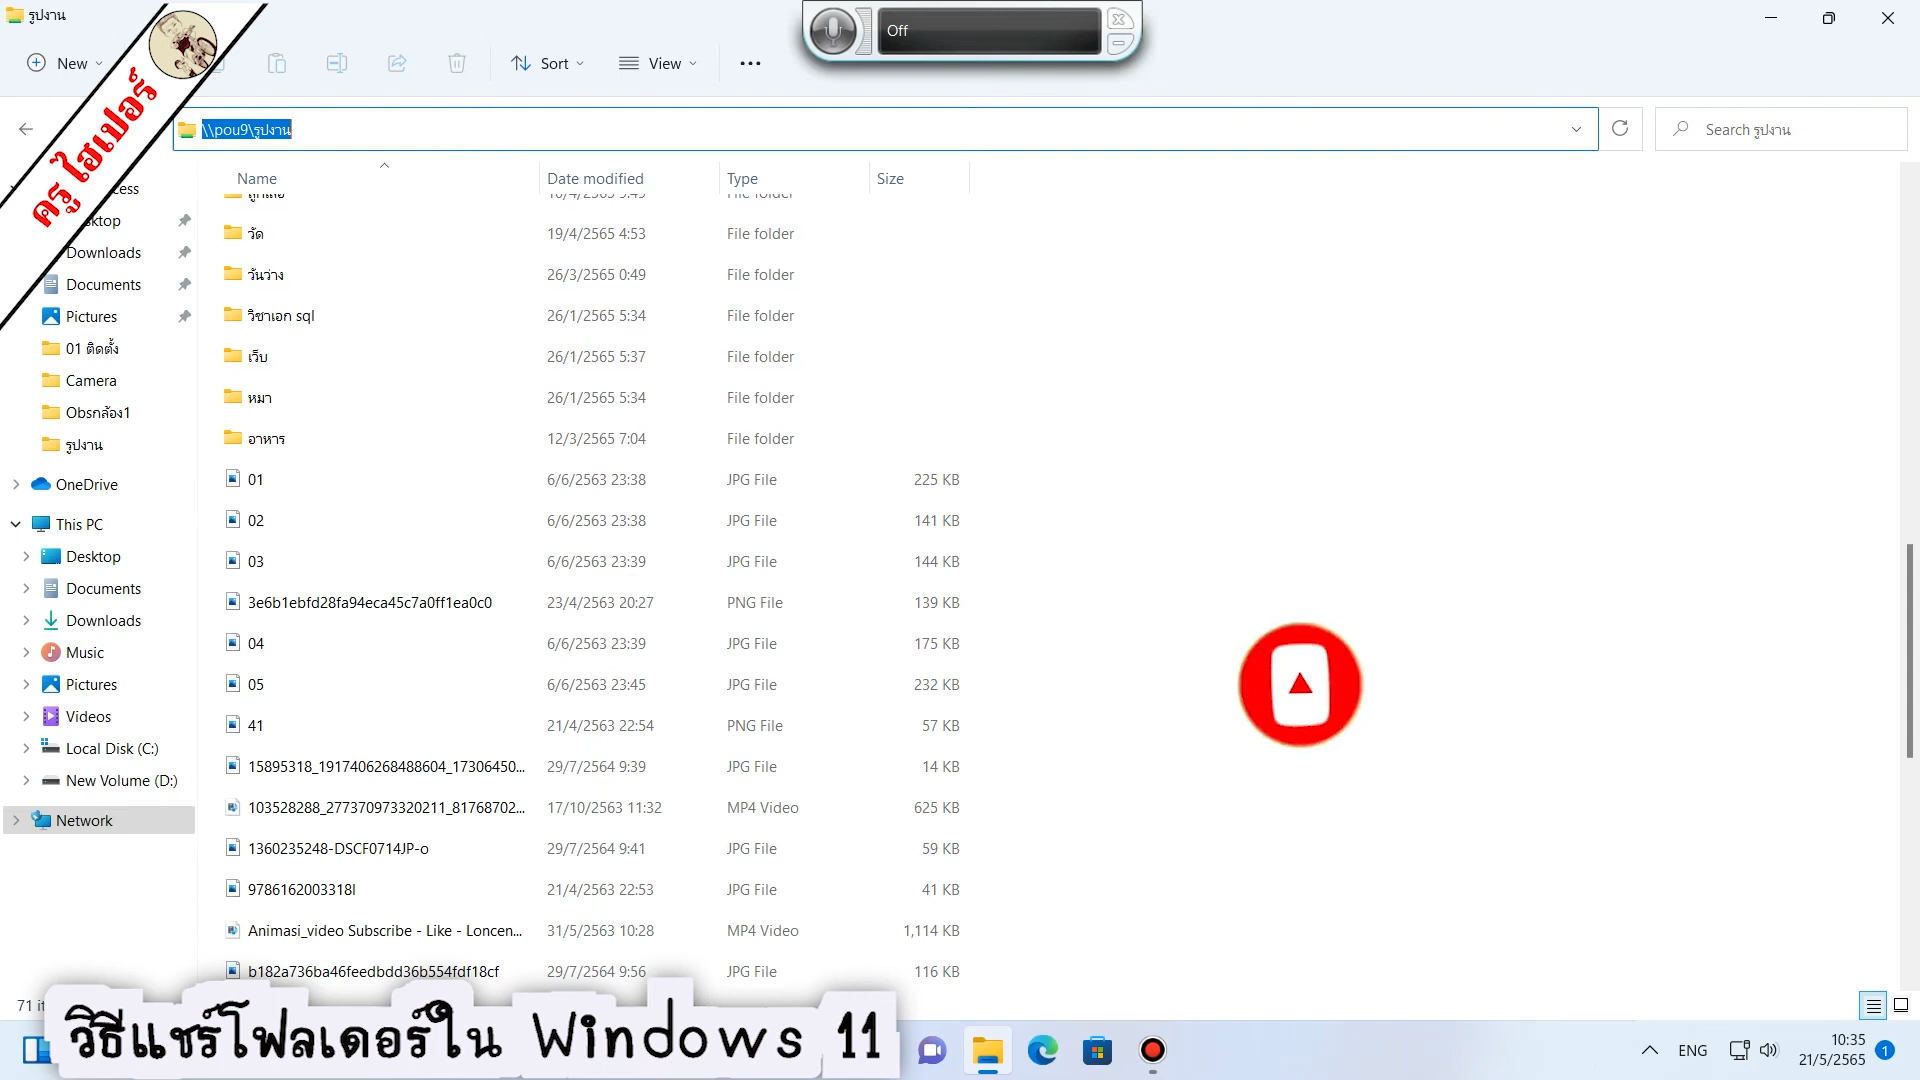 รูปงาน
Off
New
Sort
View
ครู ไฮเปอร์
\\pou9\รูปงาน
Search รูปงาน
Name
Date modified
Type
Size
วัด 19/4/2565 4:53 File folder
วันว่าง 26/3/2565 0:49 File folder
วิชาเอก sql 26/1/2565 5:34 File folder
เว็บ 26/1/2565 5:37 File folder
หมา 26/1/2565 5:34 File folder
อาหาร 12/3/2565 7:04 File folder
01 6/6/2563 23:38 JPG File 225 KB
02 6/6/2563 23:38 JPG File 141 KB
03 6/6/2563 23:39 JPG File 144 KB
3e6b1ebfd28fa94eca45c7a0ff1ea0c0 23/4/2563 20:27 PNG File 139 KB
04 6/6/2563 23:39 JPG File 175 KB
05 6/6/2563 23:45 JPG File 232 KB
41 21/4/2563 22:54 PNG File 57 KB
15895318_1917406268488604_17306450... 29/7/2564 9:39 JPG File 14 KB
103528288_277370973320211_81768702... 17/10/2563 11:32 MP4 Video 625 KB
1360235248-DSCF0714JP-o 29/7/2564 9:41 JPG File 59 KB
9786162003318l 21/4/2563 22:53 JPG File 41 KB
Animasi_video Subscribe - Like - Loncen... 31/5/2563 10:28 MP4 Video 1,114 KB
b182a736ba46feedbdd36b554fdf18cf 29/7/2564 9:56 JPG File 116 KB
Downloads
Documents
Pictures
01 ติดตั้ง
Camera
Obsกล้อง1
รูปงาน
OneDrive
This PC
Desktop
Documents
Downloads
Music
Pictures
Videos
Local Disk (C:)
New Volume (D:)
Network
71
วิธีแชร์โฟลเดอร์ใน Windows 11
ENG
10:35
21/5/2565
1